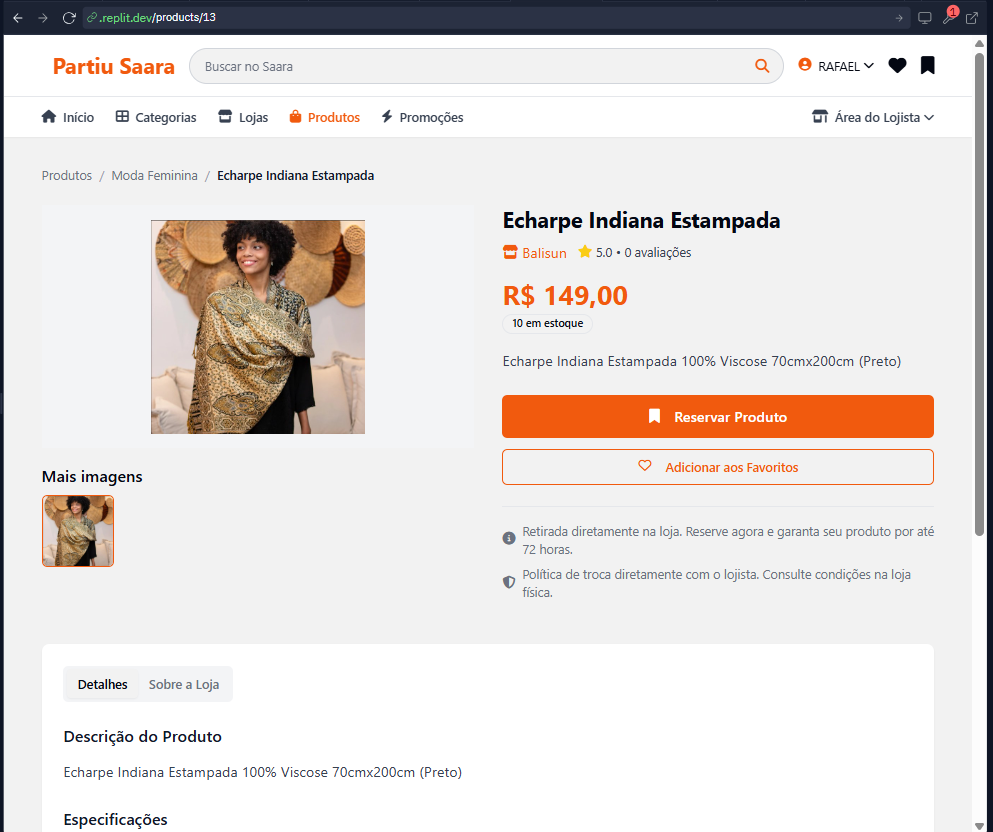 .replit.dev/products/13
1
Partiu Saara
Buscar no Saara
RAFAEL
Início
Categorias
Lojas
Produtos
Promoções
Área do Lojista
Produtos / Moda Feminina / Echarpe Indiana Estampada
Echarpe Indiana Estampada
Balisun
5.0 • 0 avaliações
R$ 149,00
10 em estoque
Echarpe Indiana Estampada 100% Viscose 70cmx200cm (Preto)
Reservar Produto
Adicionar aos Favoritos
Mais imagens
Retirada diretamente na loja. Reserve agora e garanta seu produto por até
72 horas.
Política de troca diretamente com o lojista. Consulte condições na loja
física.
Detalhes
Sobre a Loja
Descrição do Produto
Echarpe Indiana Estampada 100% Viscose 70cmx200cm (Preto)
Especificações